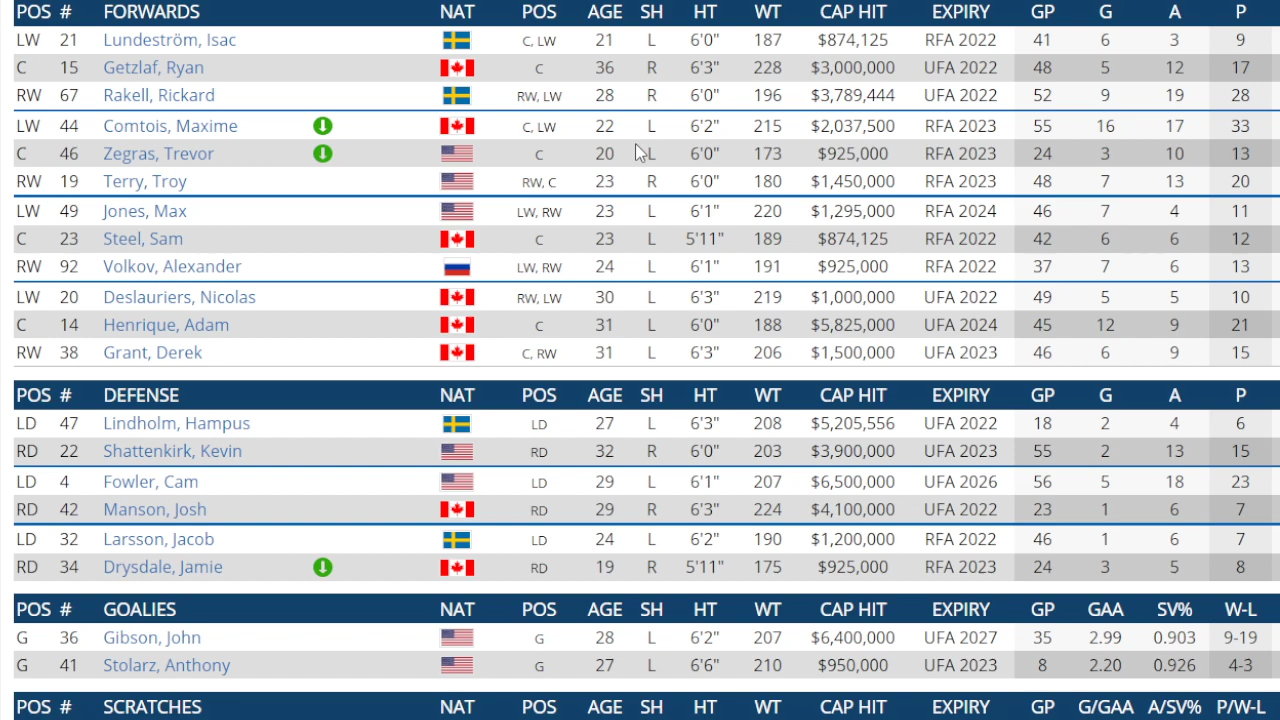 POS # FORWARDS NAT POS AGE SH HT WT CAP HIT EXPIRY GP G A P
LW 21 Lundeström, Isac C, LW 21 L 6'0" 187 $874,125 RFA 2022 41 6 3 9
C 15 Getzlaf, Ryan C 36 R 6'3" 228 $3,000,000 UFA 2022 48 5 12 17
RW 67 Rakell, Rickard RW, LW 28 R 6'0" 196 $3,789,444 UFA 2022 52 9 19 28
LW 44 Comtois, Maxime C, LW 22 L 6'2" 215 $2,037,500 RFA 2023 55 16 17 33
C 46 Zegras, Trevor C 20 L 6'0" 173 $925,000 RFA 2023 24 3 10 13
RW 19 Terry, Troy RW, C 23 R 6'0" 180 $1,450,000 RFA 2023 48 7 13 20
LW 49 Jones, Max LW, RW 23 L 6'1" 220 $1,295,000 RFA 2024 46 7 4 11
C 23 Steel, Sam C 23 L 5'11" 189 $874,125 RFA 2022 42 6 6 12
RW 92 Volkov, Alexander LW, RW 24 L 6'1" 191 $925,000 RFA 2022 37 7 6 13
LW 20 Deslauriers, Nicolas RW, LW 30 L 6'3" 219 $1,000,000 UFA 2022 49 5 5 10
C 14 Henrique, Adam C 31 L 6'0" 188 $5,825,000 UFA 2024 45 12 9 21
RW 38 Grant, Derek C, RW 31 L 6'3" 206 $1,500,000 UFA 2023 46 6 9 15
POS # DEFENSE NAT POS AGE SH HT WT CAP HIT EXPIRY GP G A P
LD 47 Lindholm, Hampus LD 27 L 6'3" 208 $5,205,556 UFA 2022 18 2 4 6
RD 22 Shattenkirk, Kevin RD 32 R 6'0" 203 $3,900,000 UFA 2023 55 2 13 15
LD 4 Fowler, Cam LD 29 L 6'1" 207 $6,500,000 UFA 2026 56 5 18 23
RD 42 Manson, Josh RD 29 R 6'3" 224 $4,100,000 UFA 2022 23 1 6 7
LD 32 Larsson, Jacob LD 24 L 6'2" 190 $1,200,000 RFA 2022 46 1 6 7
RD 34 Drysdale, Jamie RD 19 R 5'11" 175 $925,000 RFA 2023 24 3 5 8
POS # GOALIES NAT POS AGE SH HT WT CAP HIT EXPIRY GP GAA SV% W-L
G 36 Gibson, John G 28 L 6'2" 207 $6,400,000 UFA 2027 35 2.99 0.903 9-19
G 41 Stolarz, Anthony G 27 L 6'6" 210 $950,000 UFA 2023 8 2.20 0.926 4-3
POS # SCRATCHES NAT POS AGE SH HT WT CAP HIT EXPIRY GP G/GAA A/SV% P/W-L